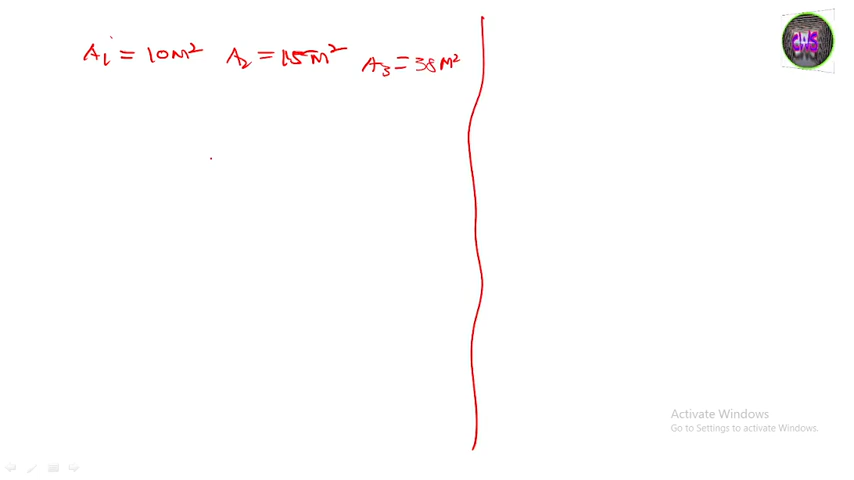 A₁ = 10m² A₂ = 15m² A₃ = 38m²
Activate Windows
Go to Settings to activate Windows.